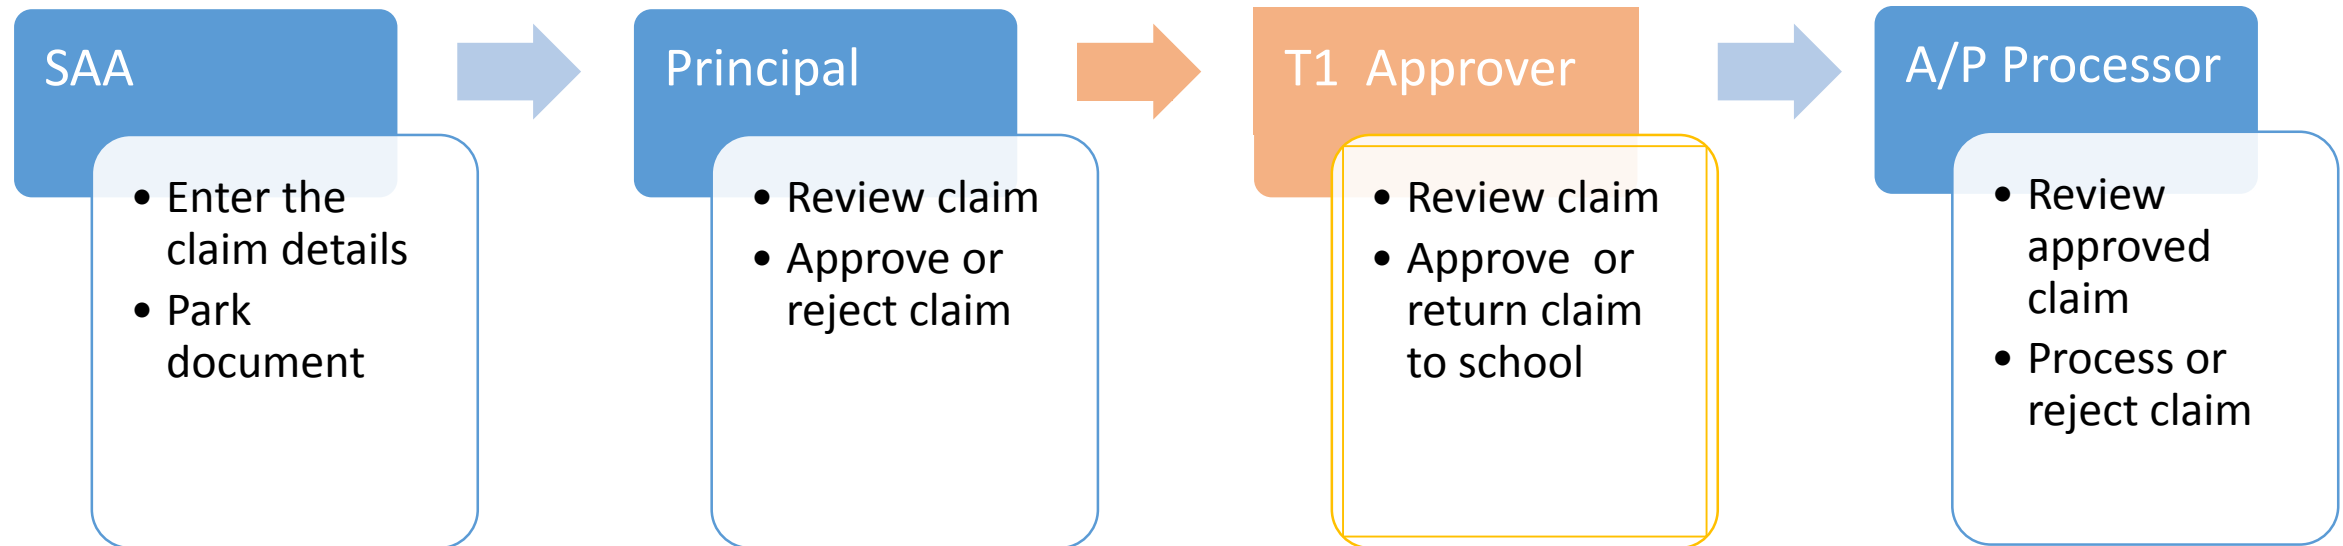 SAA
• Enter the
claim details
• Park
document
Principal
• Review claim
• Approve or
reject claim
T1  Approver
• Review claim
• Approve  or
return claim
to school
A/P Processor
• Review
approved
claim
• Process or
reject claim